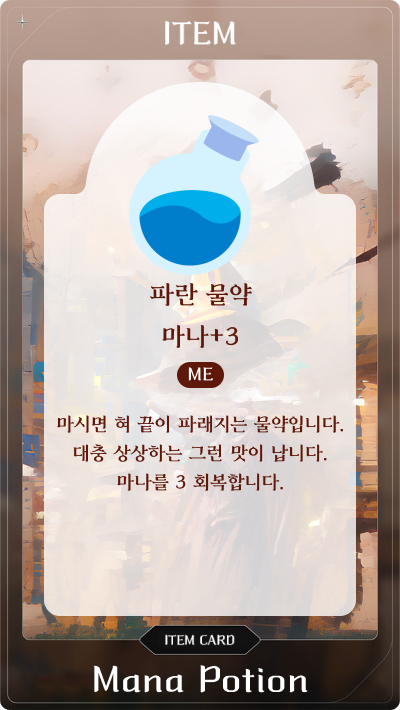 ITEM
파란 물약
마나+3
ME
마시면 혀 끝이 파래지는 물약입니다.
대충 상상하는 그런 맛이 납니다.
마나를 3 회복합니다.
ITEM CARD
Mana Potion